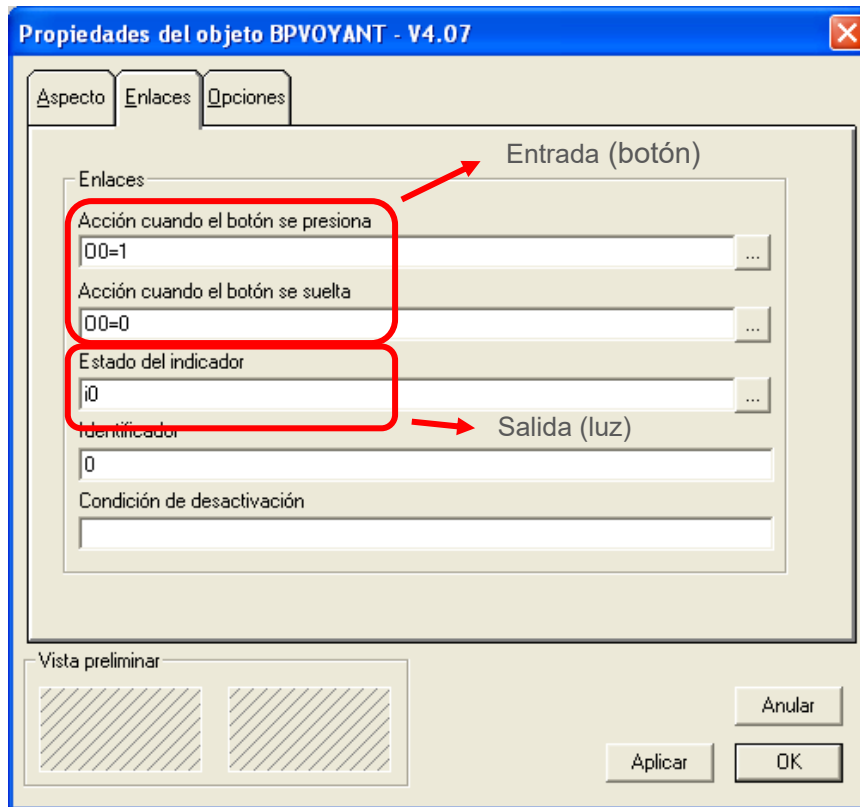 Propiedades del objeto BPVOYANT - V4.07
Aspecto Enlaces Opciones
Entrada (botón)
Enlaces
Acción cuando el botón se presiona
O0=1
...
Acción cuando el botón se suelta
O0=0
...
Estado del indicador
i0
...
Salida (luz)
Identificador
0
Condición de desactivación
Vista preliminar
Anular
Aplicar OK